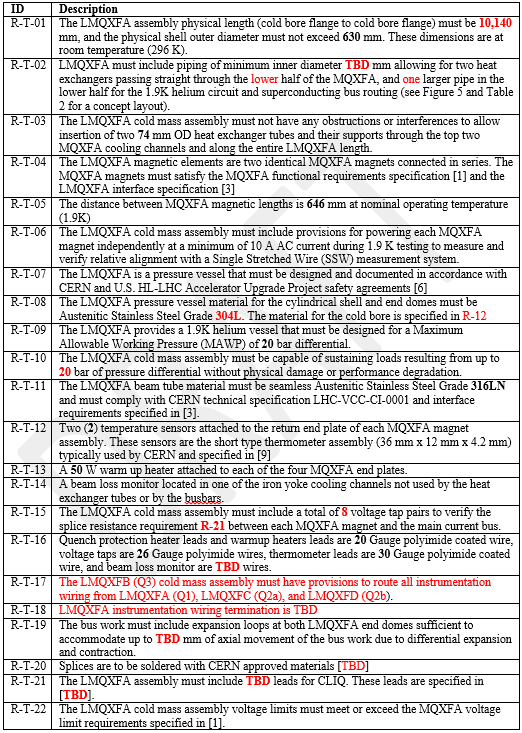 ID Description
R-T-01 The LMQXFA assembly physical length (cold bore flange to cold bore flange) must be 10,140
mm, and the physical shell outer diameter must not exceed 630 mm. These dimensions are at
room temperature (296 K).
R-T-02 LMQXFA must include piping of minimum inner diameter TBD mm allowing for two heat
exchangers passing straight through the lower half of the MQXFA, and one larger pipe in the
lower half for the 1.9K helium circuit and superconducting bus routing (see Figure 5 and Table
2 for a concept layout).
R-T-03 The LMQXFA cold mass assembly must not have any obstructions or interferences to allow
insertion of two 74 mm OD heat exchanger tubes and their supports through the top two
MQXFA cooling channels and along the entire LMQXFA length.
R-T-04 The LMQXFA magnetic elements are two identical MQXFA magnets connected in series. The
MQXFA magnets must satisfy the MQXFA functional requirements specification [1] and the
LMQXFA interface specification [3]
R-T-05 The distance between MQXFA magnetic lengths is 646 mm at nominal operating temperature
(1.9K)
R-T-06 The LMQXFA cold mass assembly must include provisions for powering each MQXFA
magnet independently at a minimum of 10 A AC current during 1.9 K testing to measure and
verify relative alignment with a Single Stretched Wire (SSW) measurement system.
R-T-07 The LMQXFA is a pressure vessel that must be designed and documented in accordance with
CERN and U.S. HL-LHC Accelerator Upgrade Project safety agreements [6]
R-T-08 The LMQXFA pressure vessel material for the cylindrical shell and end domes must be
Austenitic Stainless Steel Grade 304L. The material for the cold bore is specified in R-12
R-T-09 The LMQXFA provides a 1.9K helium vessel that must be designed for a Maximum
Allowable Working Pressure (MAWP) of 20 bar differential.
R-T-10 The LMQXFA cold mass assembly must be capable of sustaining loads resulting from up to
20 bar of pressure differential without physical damage or performance degradation.
R-T-11 The LMQXFA beam tube material must be seamless Austenitic Stainless Steel Grade 316LN
and must comply with CERN technical specification LHC-VCC-CI-0001 and interface
requirements specified in [3].
R-T-12 Two (2) temperature sensors attached to the return end plate of each MQXFA magnet
assembly. These sensors are the short type thermometer assembly (36 mm x 12 mm x 4.2 mm)
typically used by CERN and specified in [9]
R-T-13 A 50 W warm up heater attached to each of the four MQXFA end plates.
R-T-14 A beam loss monitor located in one of the iron yoke cooling channels not used by the heat
exchanger tubes or by the busbars.
R-T-15 The LMQXFA cold mass assembly must include a total of 8 voltage tap pairs to verify the
splice resistance requirement R-21 between each MQXFA magnet and the main current bus.
R-T-16 Quench protection heater leads and warmup heaters leads are 20 Gauge polyimide coated wire,
voltage taps are 26 Gauge polyimide wires, thermometer leads are 30 Gauge polyimide coated
wire, and beam loss monitor are TBD wires.
R-T-17 The LMQXFB (Q3) cold mass assembly must have provisions to route all instrumentation
wiring from LMQXFA (Q1), LMQXFC (Q2a), and LMQXFD (Q2b).
R-T-18 LMQXFA instrumentation wiring termination is TBD
R-T-19 The bus work must include expansion loops at both LMQXFA end domes sufficient to
accommodate up to TBD mm of axial movement of the bus work due to differential expansion
and contraction.
R-T-20 Splices are to be soldered with CERN approved materials [TBD]
R-T-21 The LMQXFA assembly must include TBD leads for CLIQ. These leads are specified in
[TBD].
R-T-22 The LMQXFA cold mass assembly voltage limits must meet or exceed the MQXFA voltage
limit requirements specified in [1].
DRAFT